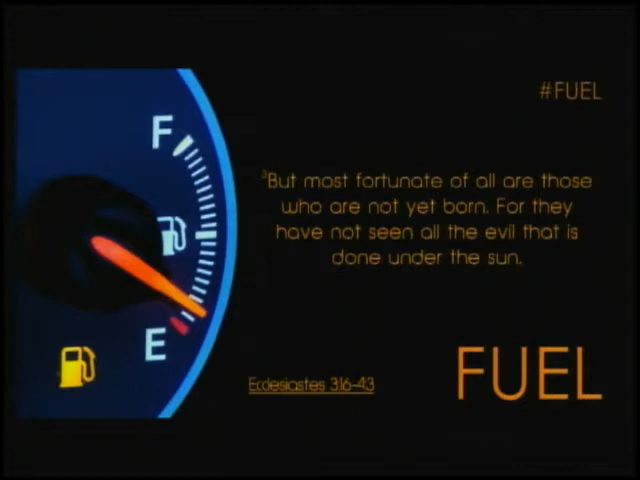 #FUEL
F
³But most fortunate of all are those
who are not yet born. For they
have not seen all the evil that is
done under the sun.
E
Ecclesiastes 3:16-4:3
FUEL